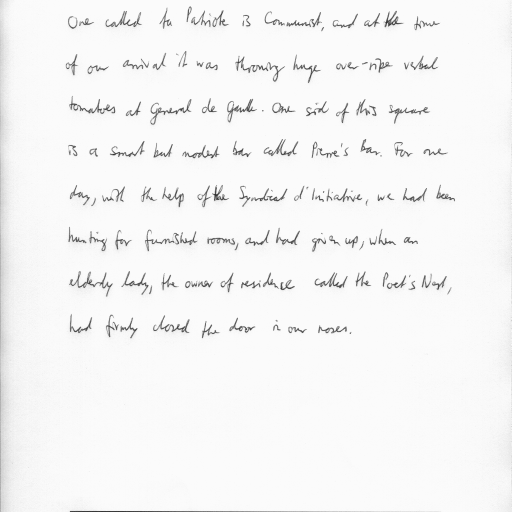 One called la Patriote is Communist, and at the time
of our arrival it was throwing huge over-ripe verbal
tomatoes at General de Gaulle. One side of this square
is a smart but modest bar called Pierre's Bar. For one
day, with the help of the Syndicat d'Initiative, we had been
hunting for furnished rooms, and had given up, when an
elderly lady, the owner of residence called the Poet's Nest,
had firmly closed the door in our noses.